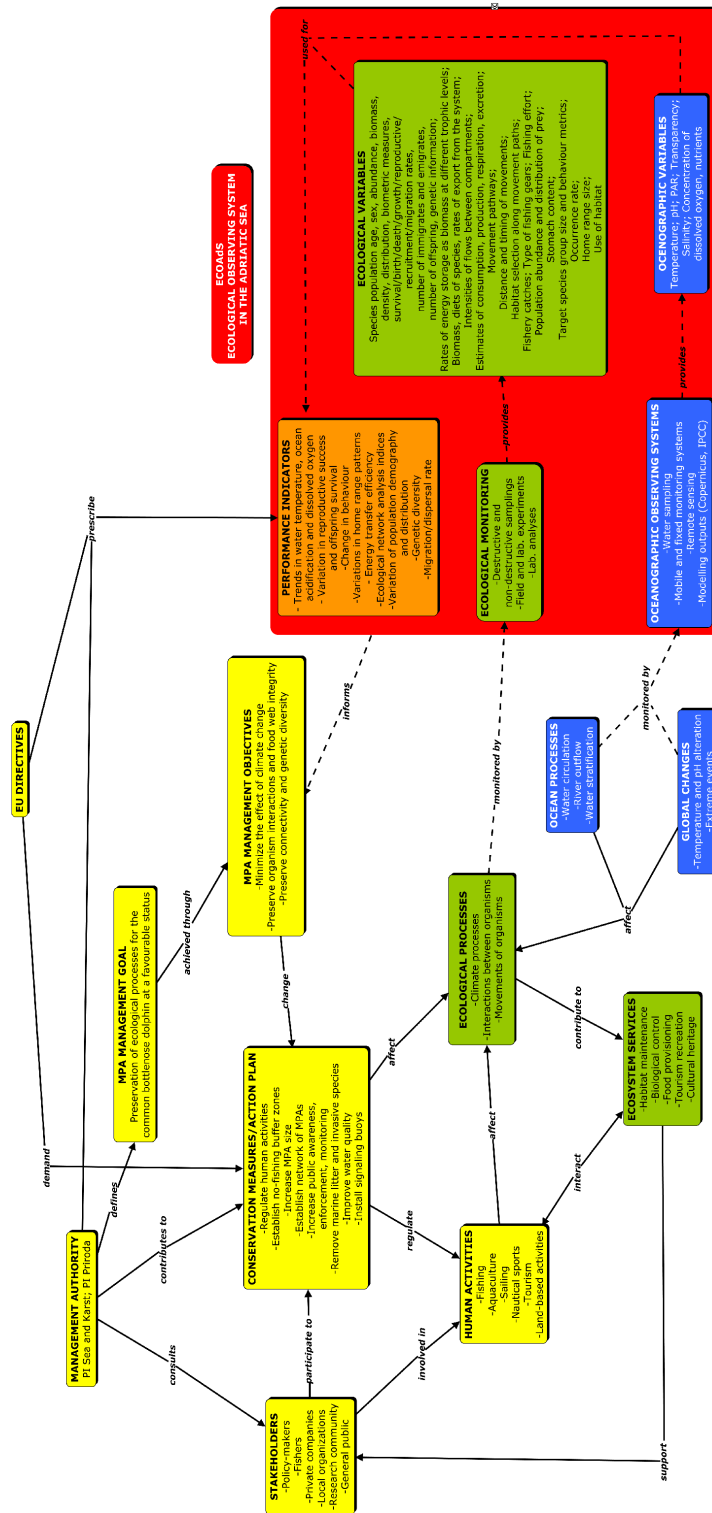 EU DIRECTIVES
MANAGEMENT AUTHORITY
PI Sea and Karst; PI Priroda
demand
defines
prescribe
MPA MANAGEMENT GOAL
Preservation of ecological processes for the
common bottlenose dolphin at a favourable status
consults
contributes to
achieved through
STAKEHOLDERS
-Policy-makers
-Fishers
-Private companies
-Local organizations
-Research community
-General public
participate to
CONSERVATION MEASURES/ACTION PLAN
-Regulate human activities
-Establish no-fishing buffer zones
-Increase MPA size
-Establish network of MPAs
-Increase public awareness,
enforcement, monitoring
-Remove marine litter and invasive species
-Improve water quality
-Install signaling buoys
change
MPA MANAGEMENT OBJECTIVES
-Minimize the effect of climate change
-Preserve organism interactions and food web integrity
-Preserve connectivity and genetic diversity
informs
ECOAdS
ECOLOGICAL OBSERVING SYSTEM
IN THE ADRIATIC SEA
PERFORMANCE INDICATORS
- Trends in water temperature, ocean
acidification and dissolved oxygen
- Variation in reproductive success
and offspring survival
-Change in behaviour
-Variations in home range patterns
- Energy transfer efficiency
-Ecological network analysis indices
-Variation of population demography
and distribution
-Genetic diversity
-Migration/dispersal rate
used for
ECOLOGICAL VARIABLES
Species population age, sex, abundance, biomass,
density, distribution, biometric measures,
survival/birth/death/growth/reproductive/
recruitment/migration rates,
number of immigrates and emigrates,
number of offspring, genetic information;
Rates of energy storage as biomass at different trophic levels;
Biomass, diets of species, rates of export from the system;
Intensities of flows between compartments;
Estimates of consumption, production, respiration, excretion;
Movement pathways;
Distance and timing of movements;
Habitat selection along movement paths;
Fishery catches; Type of fishing gears; Fishing effort;
Population abundance and distribution of prey;
Stomach content;
Target species group size and behaviour metrics;
Occurrence rate;
Home range size;
Use of habitat
involved in
regulate
affect
HUMAN ACTIVITIES
-Fishing
-Aquaculture
-Sailing
-Nautical sports
-Tourism
-Land-based activities
affect
ECOLOGICAL PROCESSES
-Climate processes
-Interactions between organisms
-Movements of organisms
monitored by
ECOLOGICAL MONITORING
-Destructive and
non-destructive samplings
-Field and lab. experiments
-Lab. analyses
provides
interact
contribute to
affect
OCEAN PROCESSES
-Water circulation
-River outflow
-Water stratification
monitored by
ECOSYSTEM SERVICES
-Habitat maintenance
-Biological control
-Food provisioning
-Tourism recreation
-Cultural heritage
support
GLOBAL CHANGES
-Temperature and pH alteration
-Extreme events
OCEANOGRAPHIC OBSERVING SYSTEMS
-Water sampling
-Mobile and fixed monitoring systems
-Remote sensing
-Modelling outputs (Copernicus, IPCC)
provides
OCENOGRAPHIC VARIABLES
Temperature; pH; PAR; Transparency;
Salinity; Concentration of
dissolved oxygen, nutrients